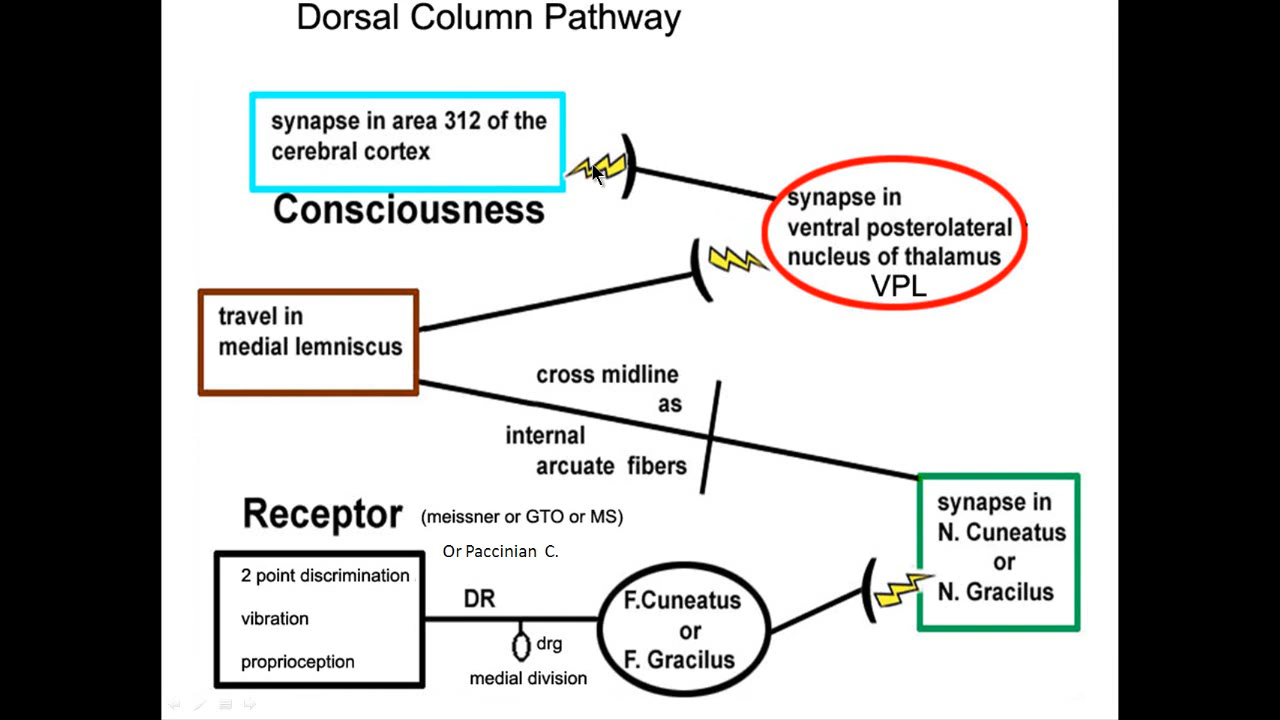 Dorsal Column Pathway
synapse in area 312 of the
cerebral cortex
Consciousness
synapse in
ventral posterolateral
nucleus of thalamus
VPL
travel in
medial lemniscus
cross midline
as
internal
arcuate fibers
Receptor (meissner or GTO or MS)
Or Paccinian C.
2 point discrimination
vibration
proprioception
DR
drg
medial division
F.Cuneatus
or
F. Gracilus
synapse in
N. Cuneatus
or
N. Gracilus